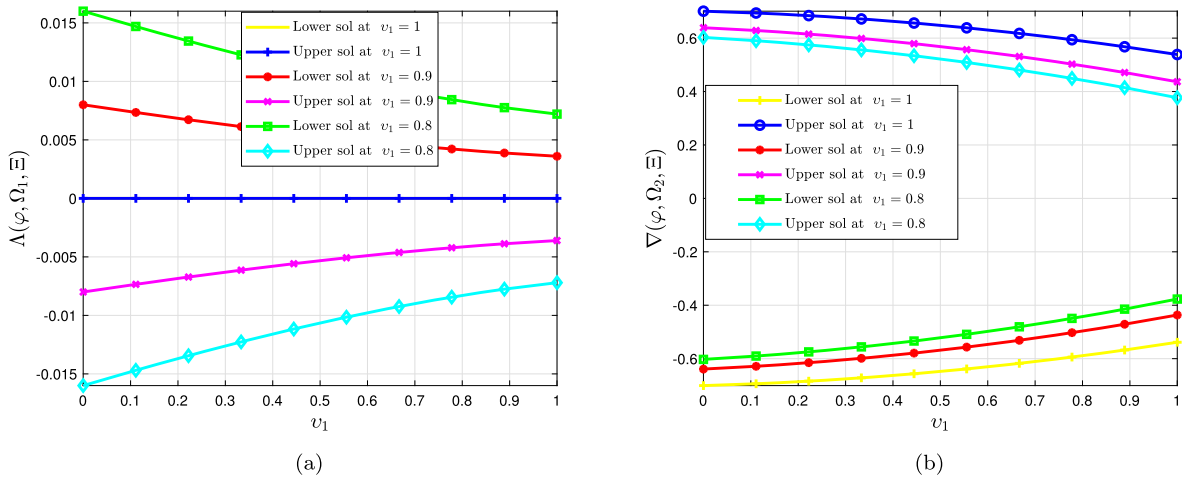 0.015
0.01
0.005
0
-0.005
-0.01
-0.015
Λ(φ, Ω₁, Ξ)
Lower sol at υ₁ = 1
Upper sol at υ₁ = 1
Lower sol at υ₁ = 0.9
Upper sol at υ₁ = 0.9
Lower sol at υ₁ = 0.8
Upper sol at υ₁ = 0.8
0 0.1 0.2 0.3 0.4 0.5 0.6 0.7 0.8 0.9 1
υ₁
(a)
0.6
0.4
0.2
0
-0.2
-0.4
-0.6
∇(φ, Ω₂, Ξ)
Lower sol at υ₁ = 1
Upper sol at υ₁ = 1
Lower sol at υ₁ = 0.9
Upper sol at υ₁ = 0.9
Lower sol at υ₁ = 0.8
Upper sol at υ₁ = 0.8
0 0.1 0.2 0.3 0.4 0.5 0.6 0.7 0.8 0.9 1
υ₁
(b)